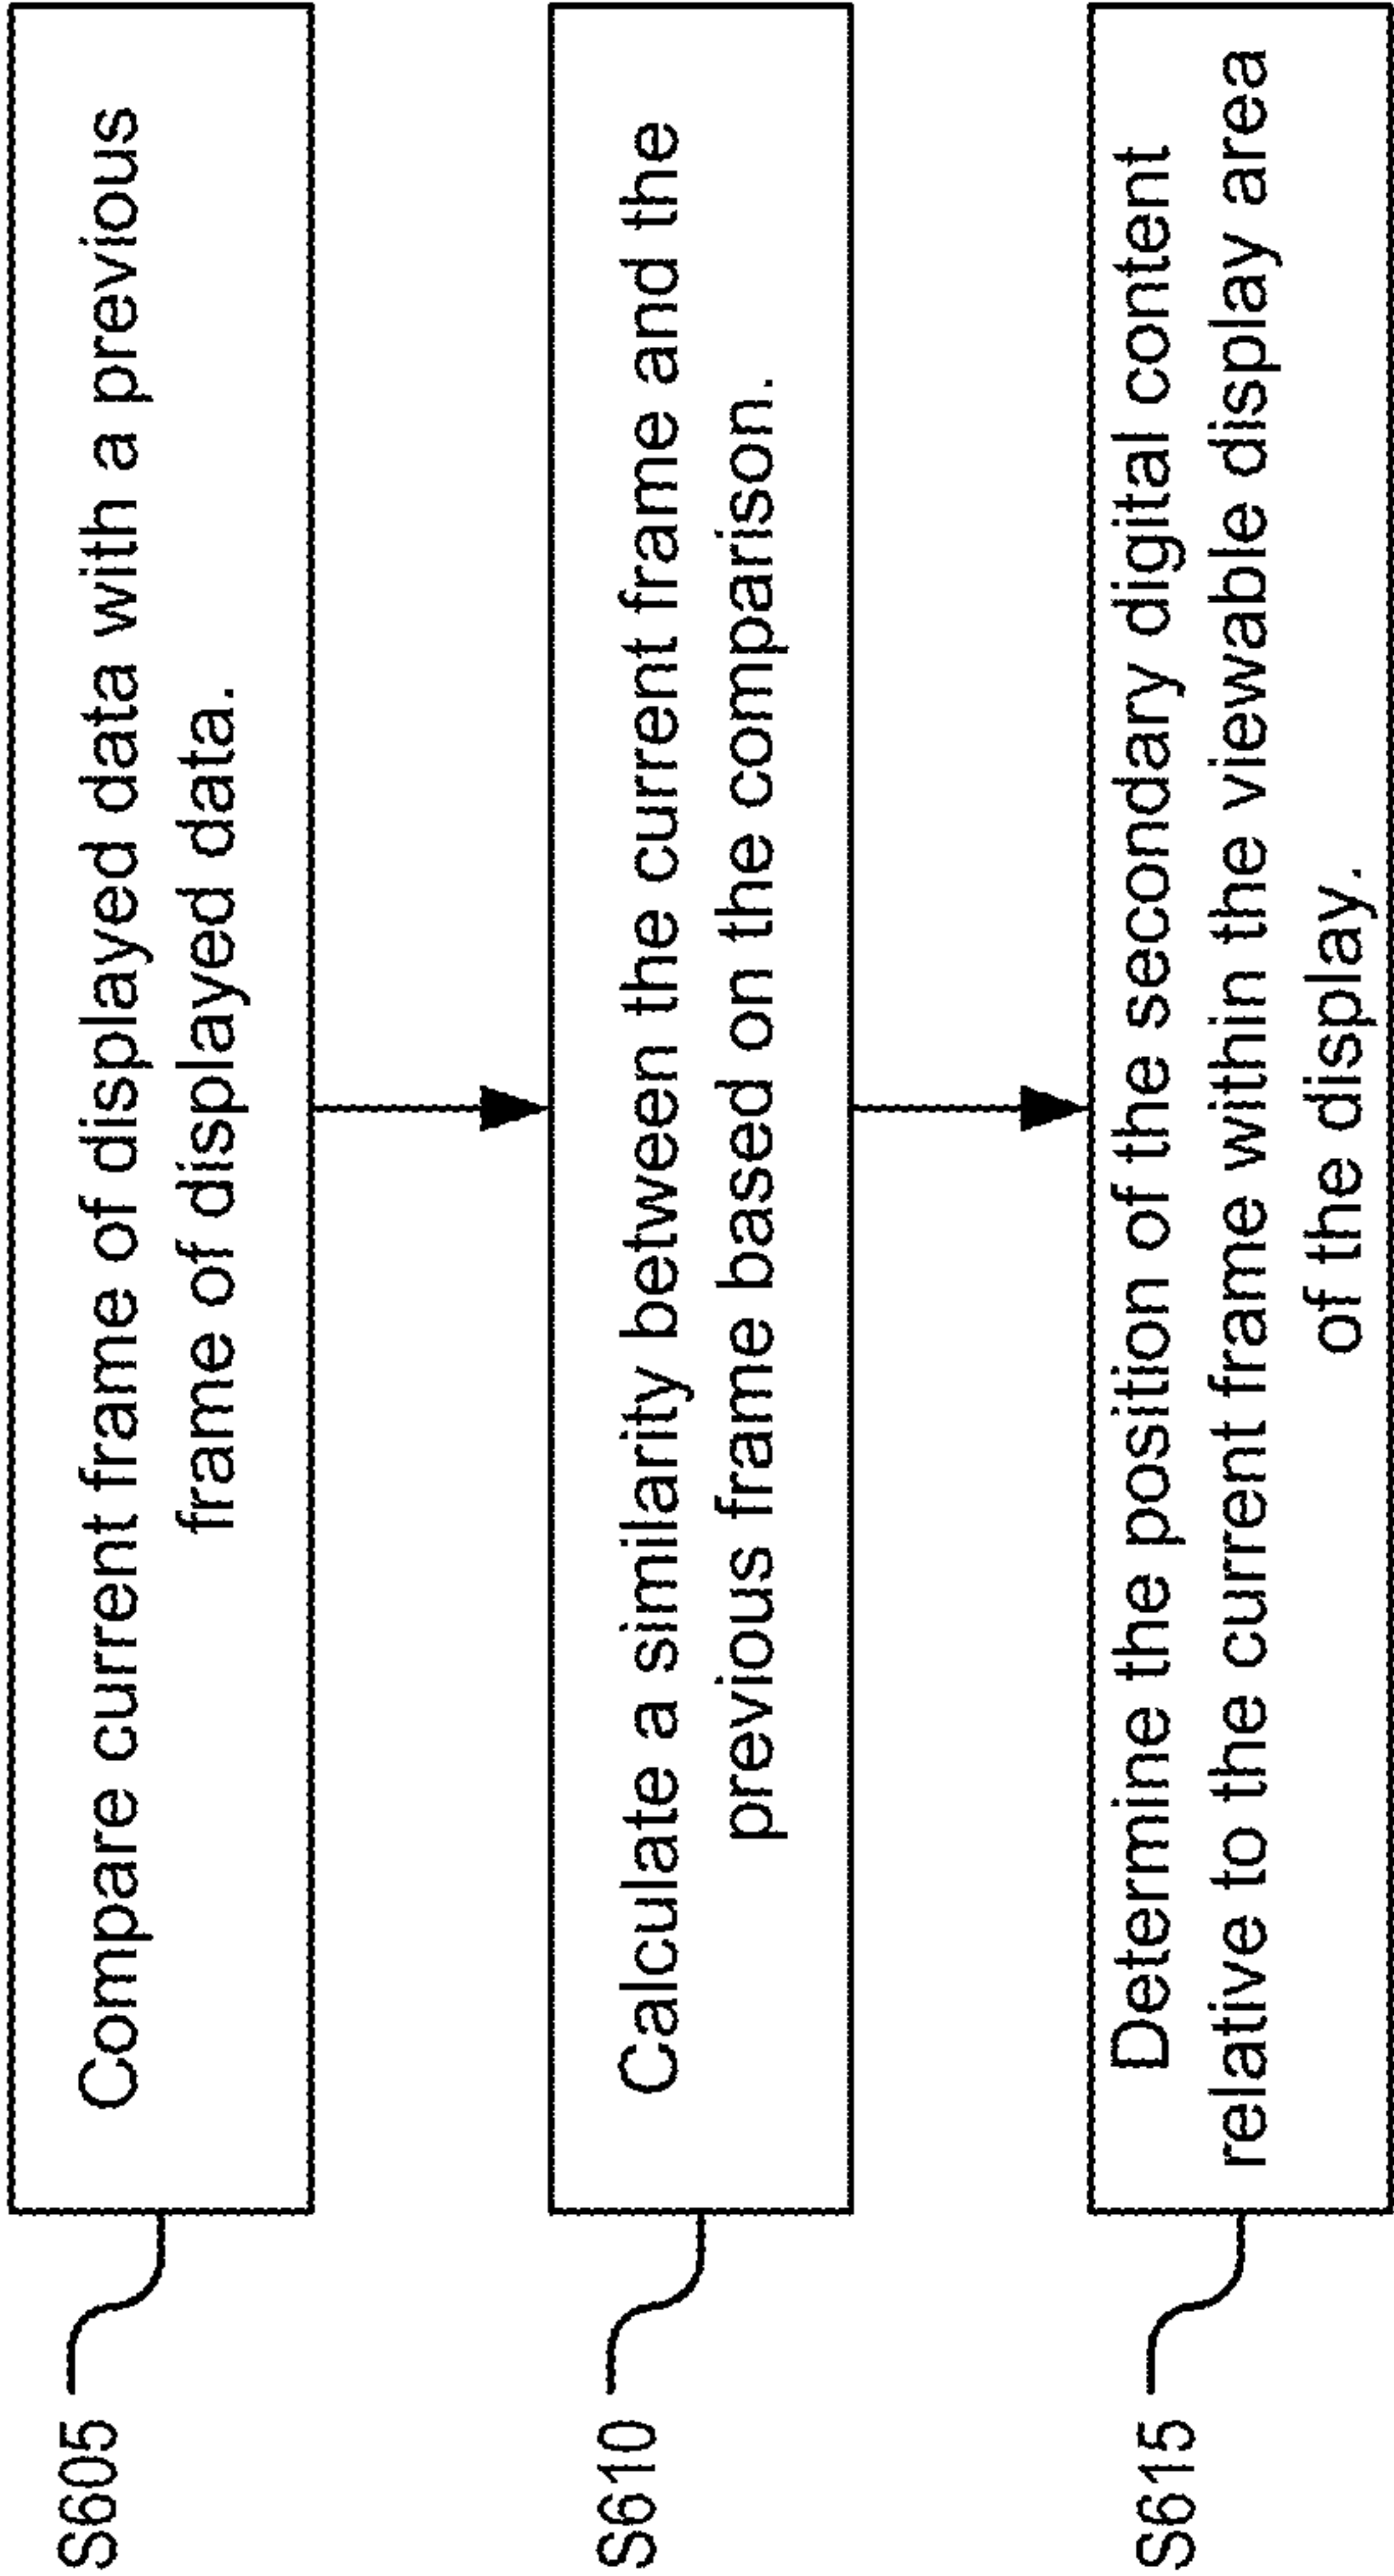 S605
Compare current frame of displayed data with a previous
frame of displayed data.
S610
Calculate a similarity between the current frame and the
previous frame based on the comparison.
S615
Determine the position of the secondary digital content
relative to the current frame within the viewable display area
of the display.